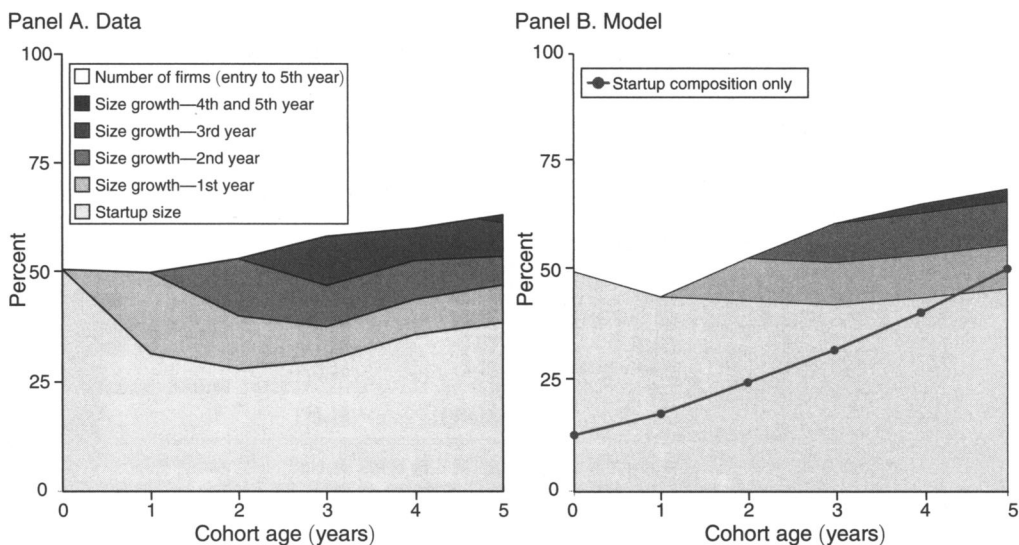 Panel A. Data
100
75
50
25
0
Percent
Number of firms (entry to 5th year)
Size growth—4th and 5th year
Size growth—3rd year
Size growth—2nd year
Size growth—1st year
Startup size
0 1 2 3 4 5
Cohort age (years)
Panel B. Model
100
75
50
25
0
Percent
Startup composition only
0 1 2 3 4 5
Cohort age (years)